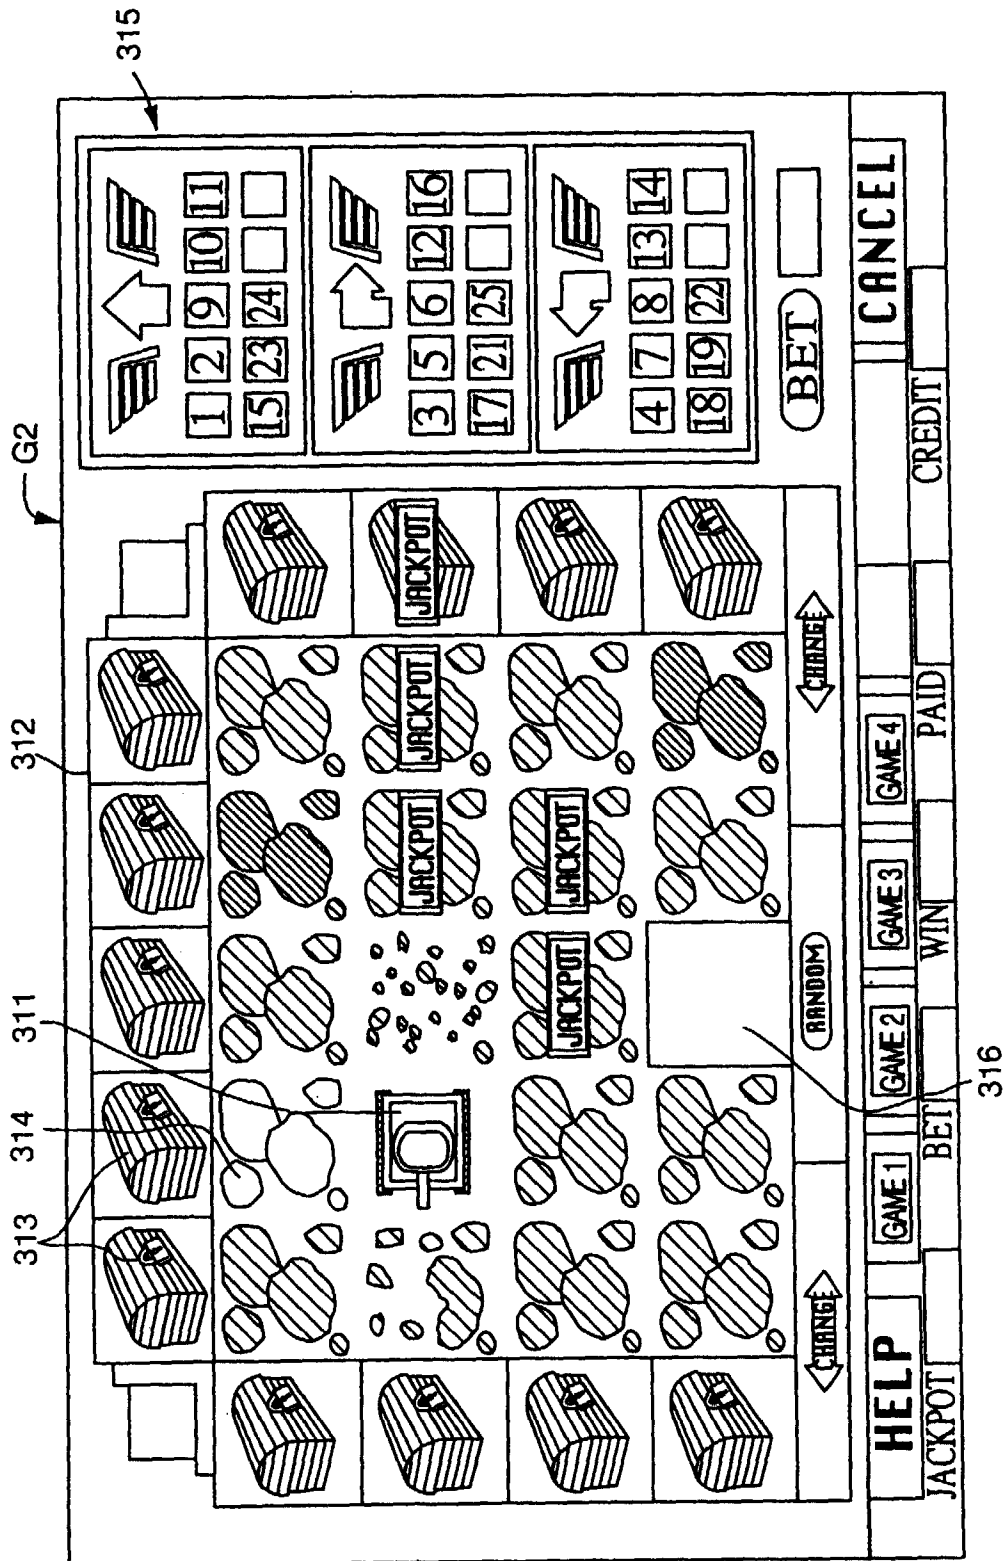 313 314 311 312 G2
315
1 2 9 10 11
15 23 24
JACKPOT JACKPOT JACKPOT
3 5 6 12 16
17 21 25
JACKPOT JACKPOT
4 7 8 13 14
18 19 22
BET
CHANGE RANDOM CHANGE
HELP GAME 1 GAME 2 GAME 3 GAME 4 CANCEL
JACKPOT BET WIN PAID CREDIT
316